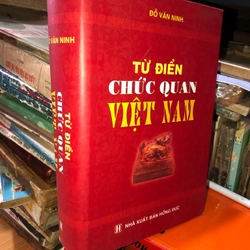 ĐỖ VĂN NINH
TỪ ĐIỂN
CHỨC QUAN
VIỆT NAM
NHÀ XUẤT BẢN HỒNG ĐỨC
VĂN NINH
TỪ ĐIỂN
CHỨC QUAN